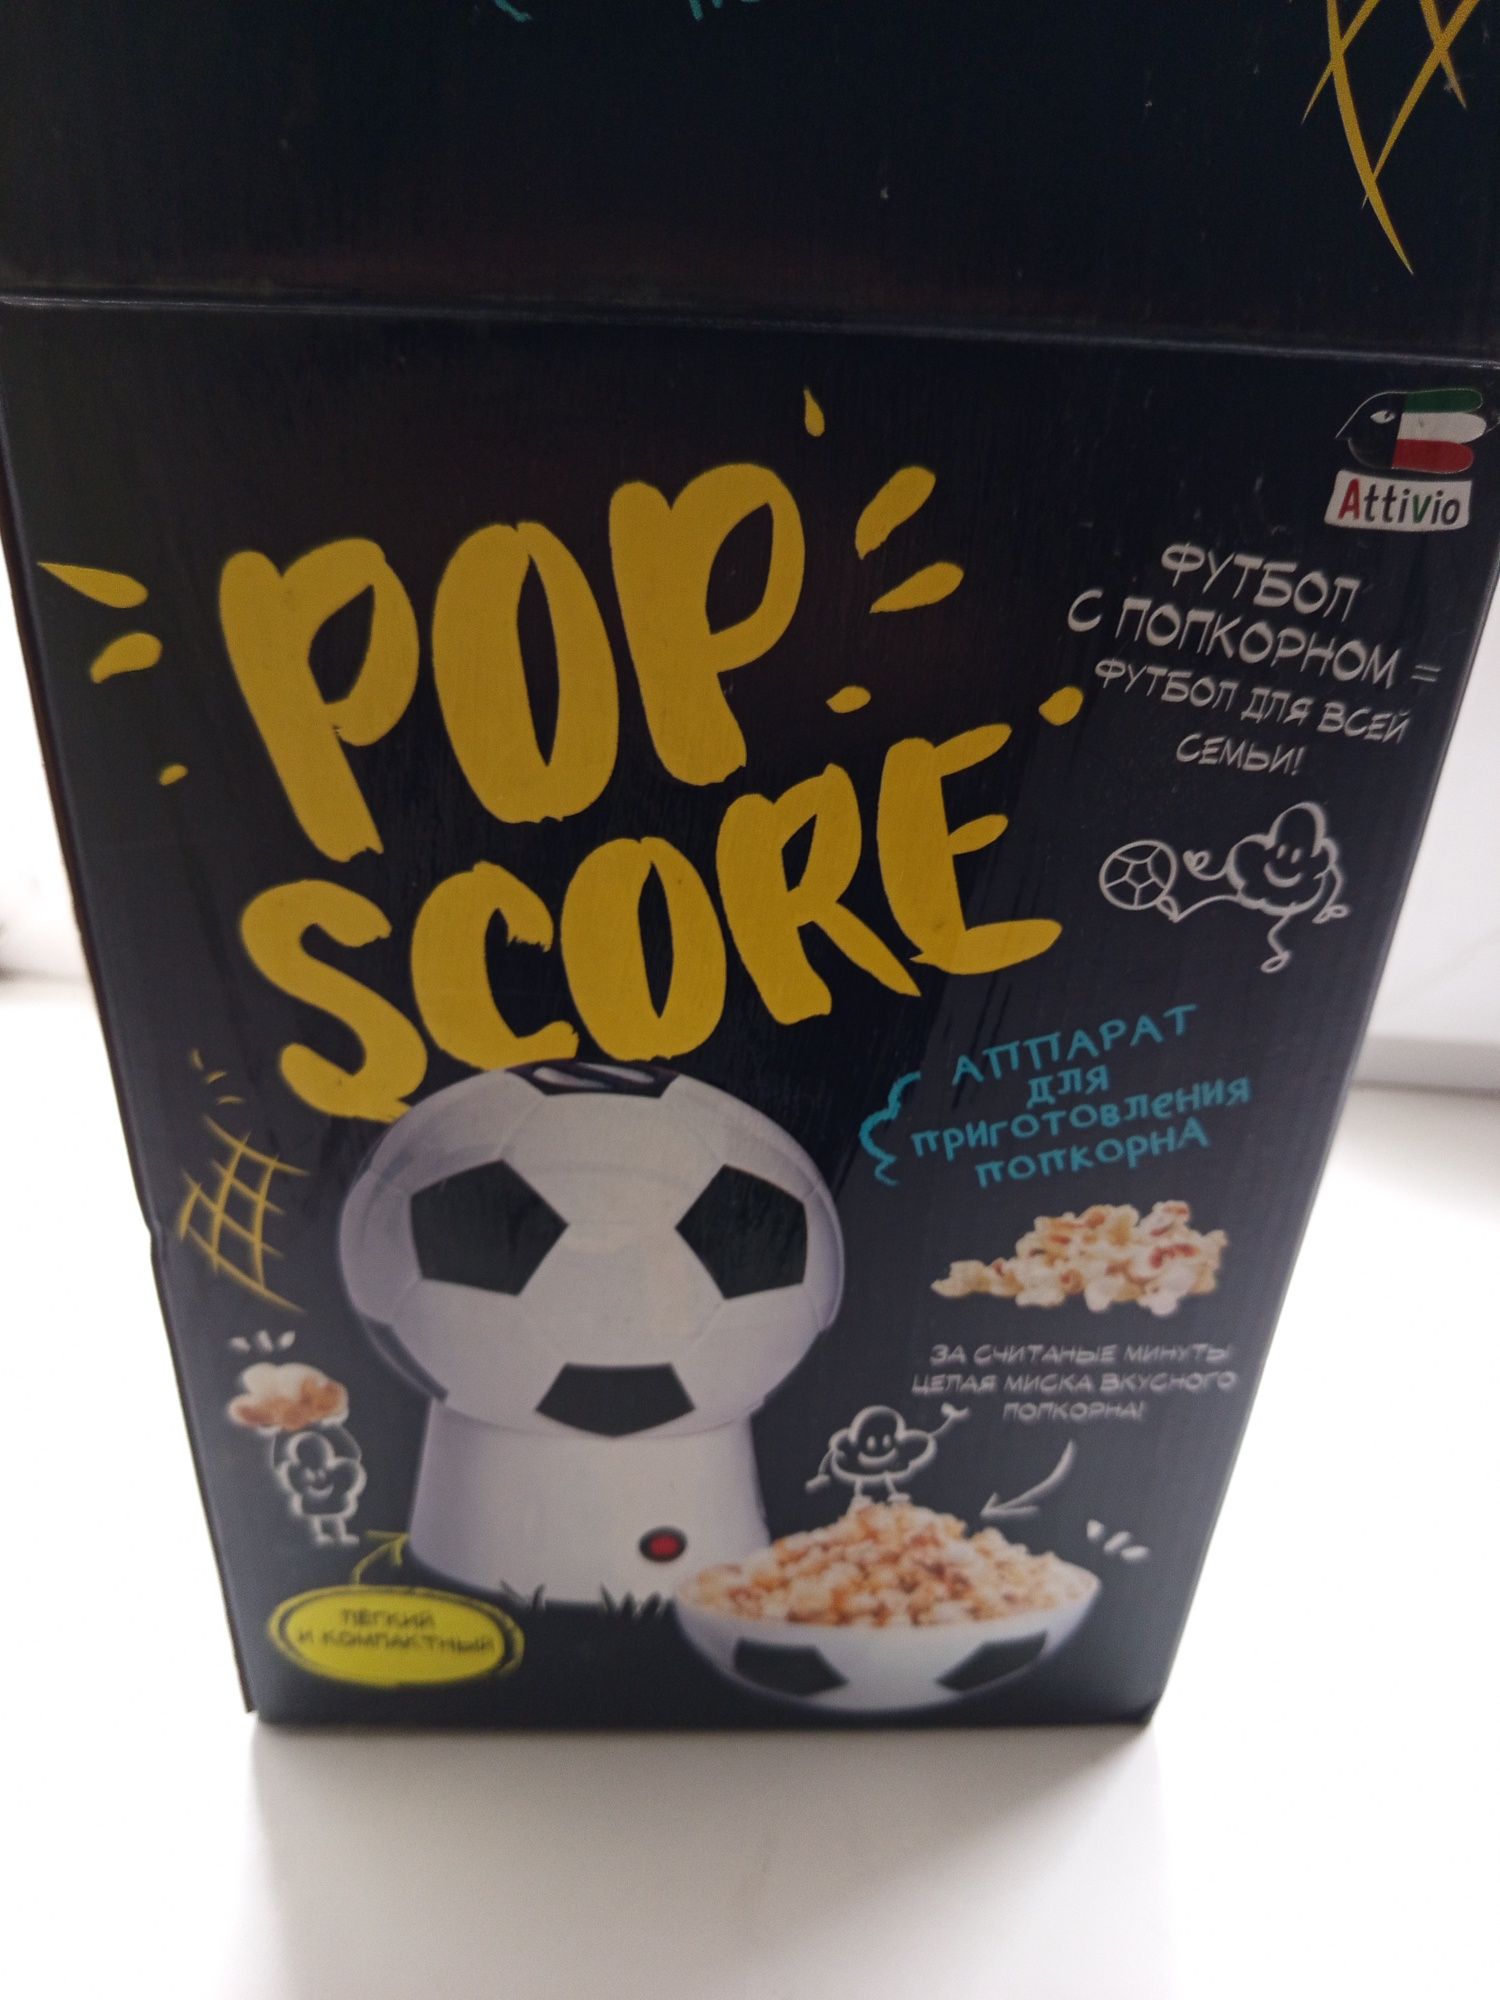 POP
SCORE
Attivio
ФУТБОЛ
С ПОПКОРНОМ =
ФУТБОЛ ДЛЯ ВСЕЙ
СЕМЬИ!
АППАРАТ
ДЛЯ
ПРИГОТОВЛЕНИЯ
ПОПКОРНА
ЗА СЧИТАНЫЕ МИНУТЫ
ЦЕЛАЯ МИСКА ВКУСНОГО
ПОПКОРНА!
ЛЁГКИЙ
И КОМПАКТНЫЙ